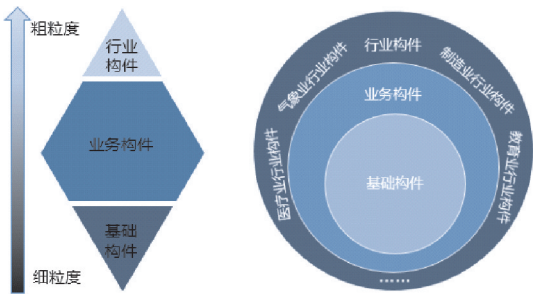 粗粒度
行业
构件
业务构件
基础
构件
细粒度
行业构件
气象业行业构件
制造业行业构件
医疗业行业构件
教育业行业构件
业务构件
基础构件
……